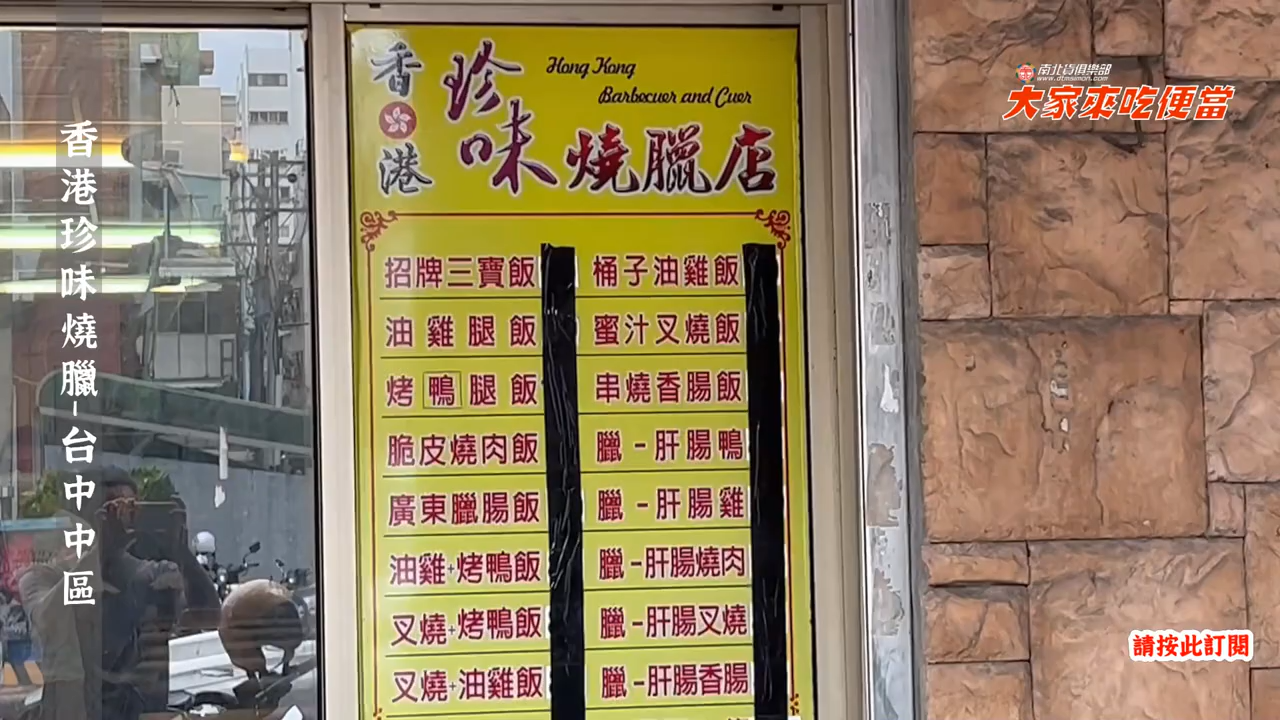 香港
珍味
Hong Kong
Barbecuer and Cuer
燒臘店
招牌三寶飯
油雞腿飯
烤鴨腿飯
脆皮燒肉飯
廣東臘腸飯
油雞+烤鴨飯
叉燒+烤鴨飯
叉燒+油雞飯
桶子油雞飯
蜜汁叉燒飯
串燒香腸飯
臘-肝腸鴨
臘-肝腸雞
臘-肝腸燒肉
臘-肝腸叉燒
臘-肝腸香腸
香港珍味燒臘-台中中區
南北貨俱樂部
www.dtmsimon.com
大家來吃便當
請按此訂閱